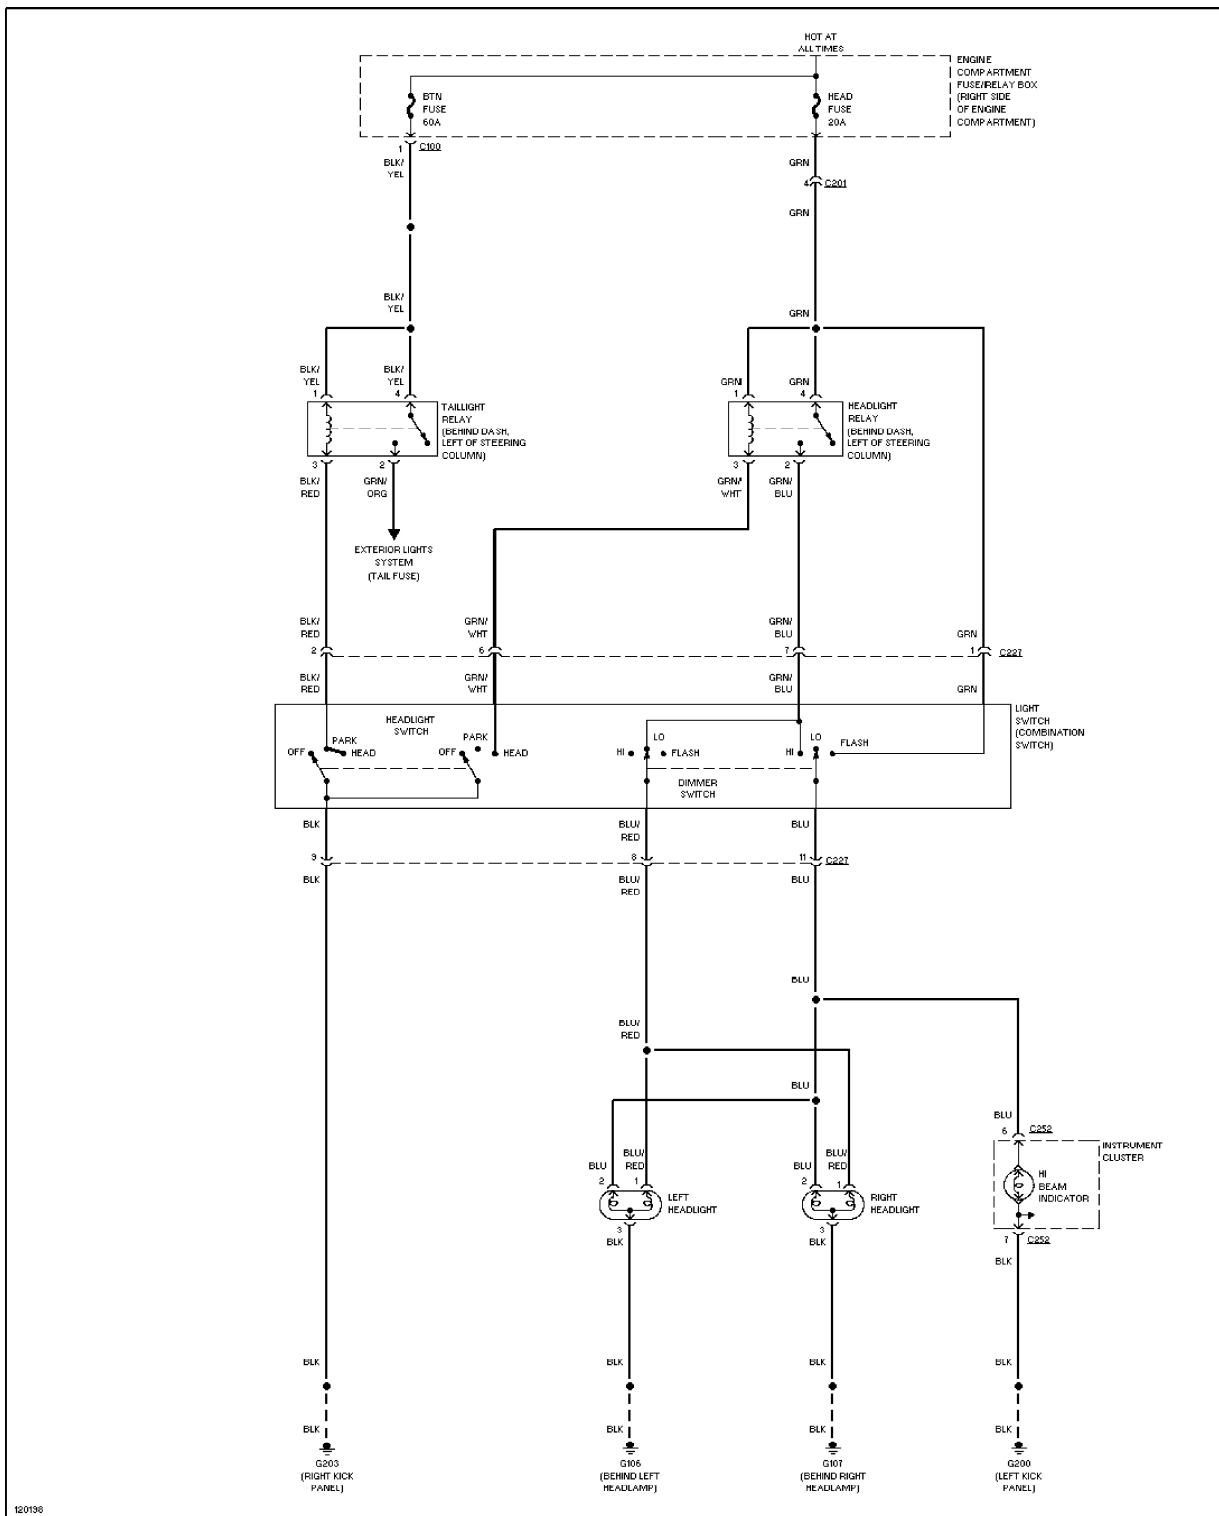 HOT AT
ALL TIMES
ENGINE
COMPARTMENT
FUSE/RELAY BOX
(RIGHT SIDE
OF ENGINE
COMPARTMENT)
BTN
FUSE
60A
HEAD
FUSE
20A
1 C100
BLK/
YEL
GRN
4 C201
GRN
BLK/
YEL
GRN
BLK/
YEL
BLK/
YEL
GRN
GRN
1
4
1
4
TAILLIGHT
RELAY
(BEHIND DASH,
LEFT OF STEERING
COLUMN)
HEADLIGHT
RELAY
(BEHIND DASH,
LEFT OF STEERING
COLUMN)
3
2
3
2
BLK/
RED
GRN/
ORG
GRN/
WHT
GRN/
BLU
EXTERIOR LIGHTS
SYSTEM
(TAIL FUSE)
BLK/
RED
GRN/
WHT
GRN/
BLU
GRN
2
6
7
1
C227
BLK/
RED
GRN/
WHT
GRN/
BLU
GRN
LIGHT
SWITCH
(COMBINATION
SWITCH)
HEADLIGHT
SWITCH
OFF
PARK
HEAD
OFF
PARK
HEAD
HI
LO
FLASH
HI
LO
FLASH
DIMMER
SWITCH
BLK
BLU/
RED
BLU
9
8
11
C227
BLK
BLU/
RED
BLU
BLU
BLU/
RED
BLU
BLU
6 C252
INSTRUMENT
CLUSTER
HI
BEAM
INDICATOR
BLU
BLU/
RED
BLU
BLU/
RED
2
1
2
1
LEFT
HEADLIGHT
RIGHT
HEADLIGHT
3
3
7 C252
BLK
BLK
BLK
BLK
BLK
BLK
BLK
BLK
BLK
BLK
BLK
G203
(RIGHT KICK
PANEL)
G106
(BEHIND LEFT
HEADLAMP)
G107
(BEHIND RIGHT
HEADLAMP)
G200
(LEFT KICK
PANEL)
120198